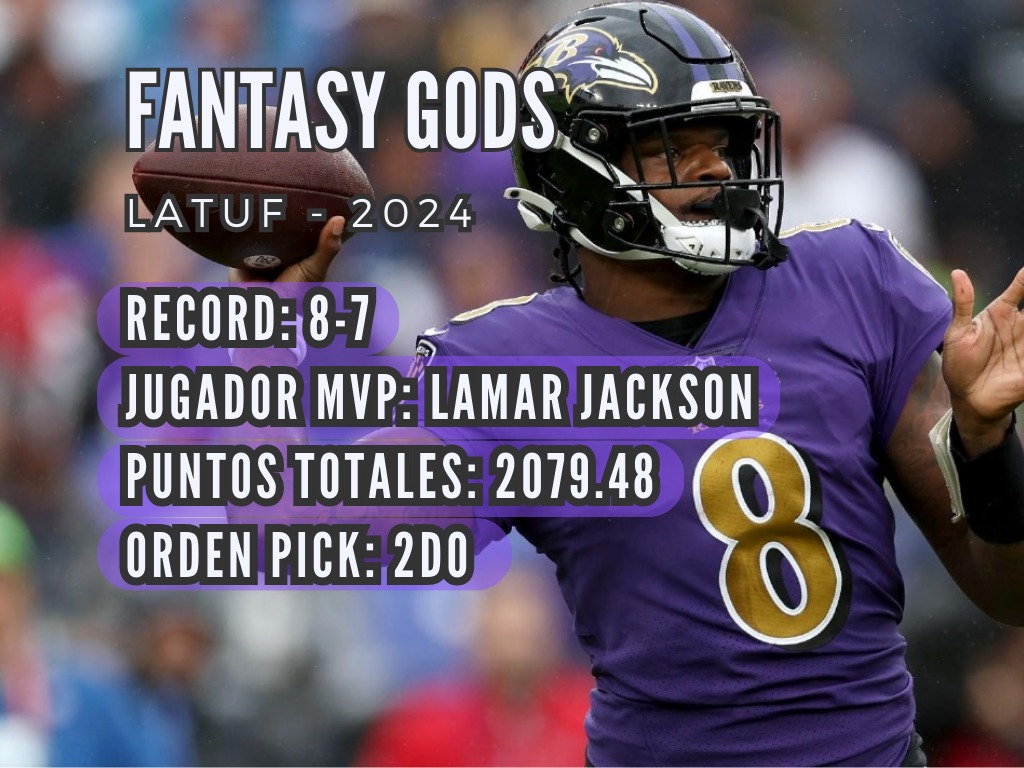 FANTASY GODS
LATUF - 2024
RECORD: 8-7
JUGADOR MVP: LAMAR JACKSON
PUNTOS TOTALES: 2079.48
ORDEN PICK: 2DO
RAVENS
8